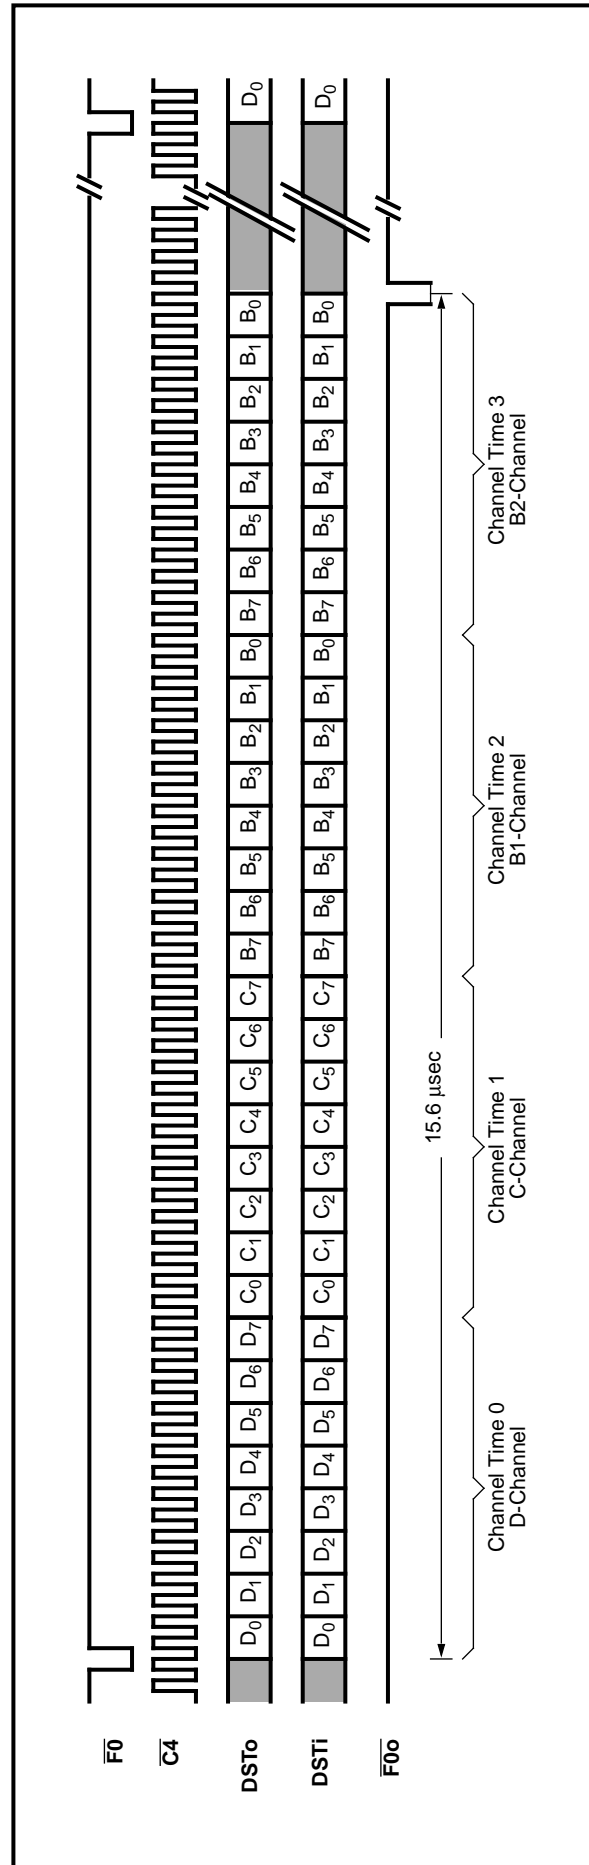 F̅0̅
C̅4̅
DSTo D₀ D₁ D₂ D₃ D₄ D₅ D₆ D₇ C₀ C₁ C₂ C₃ C₄ C₅ C₆ C₇ B₇ B₆ B₅ B₄ B₃ B₂ B₁ B₀ B₇ B₆ B₅ B₄ B₃ B₂ B₁ B₀ D₀
DSTi D₀ D₁ D₂ D₃ D₄ D₅ D₆ D₇ C₀ C₁ C₂ C₃ C₄ C₅ C₆ C₇ B₇ B₆ B₅ B₄ B₃ B₂ B₁ B₀ B₇ B₆ B₅ B₄ B₃ B₂ B₁ B₀ D₀
F̅0̅o̅
15.6 µsec
Channel Time 0
D-Channel
Channel Time 1
C-Channel
Channel Time 2
B1-Channel
Channel Time 3
B2-Channel